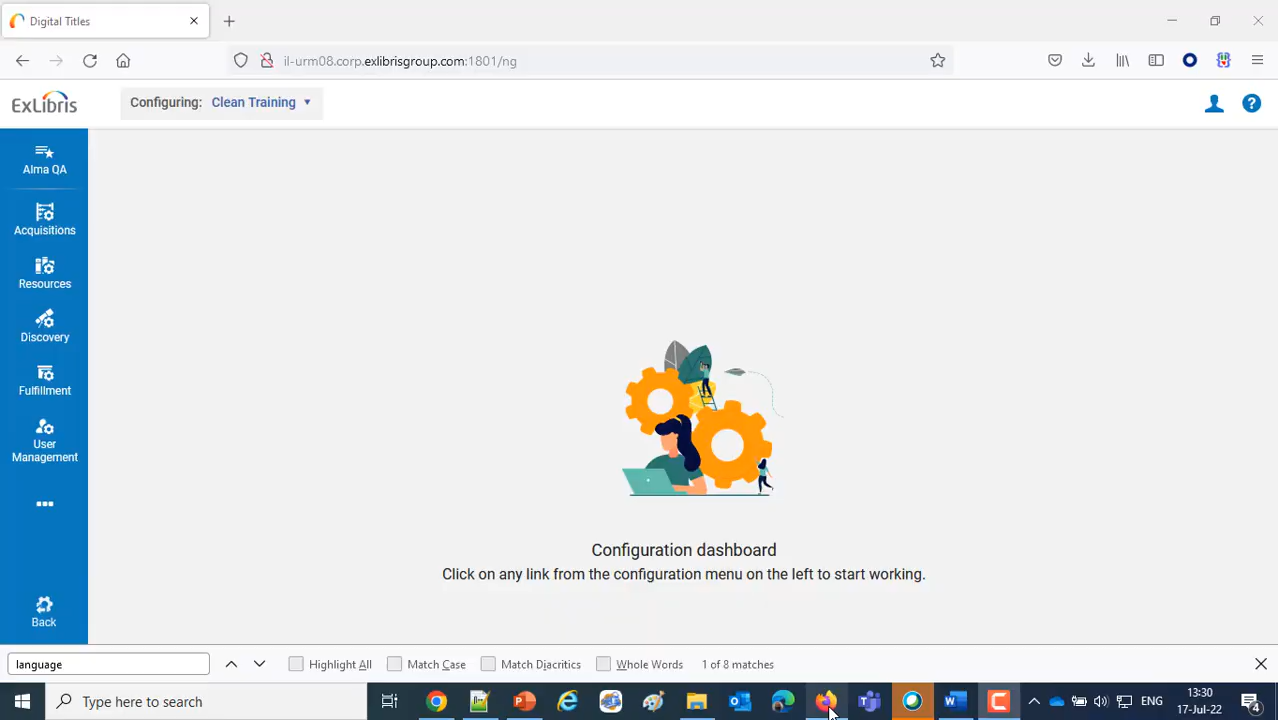 Digital Titles
il-urm08.corp.exlibrisgroup.com:1801/ng
ExLibris
Configuring: Clean Training
Alma QA
Acquisitions
Resources
Discovery
Fulfillment
User
Management
Configuration dashboard
Click on any link from the configuration menu on the left to start working.
Back
language
Highlight All
Match Case
Match Diacritics
Whole Words
1 of 8 matches
Type here to search
ENG
13:30
17-Jul-22
4